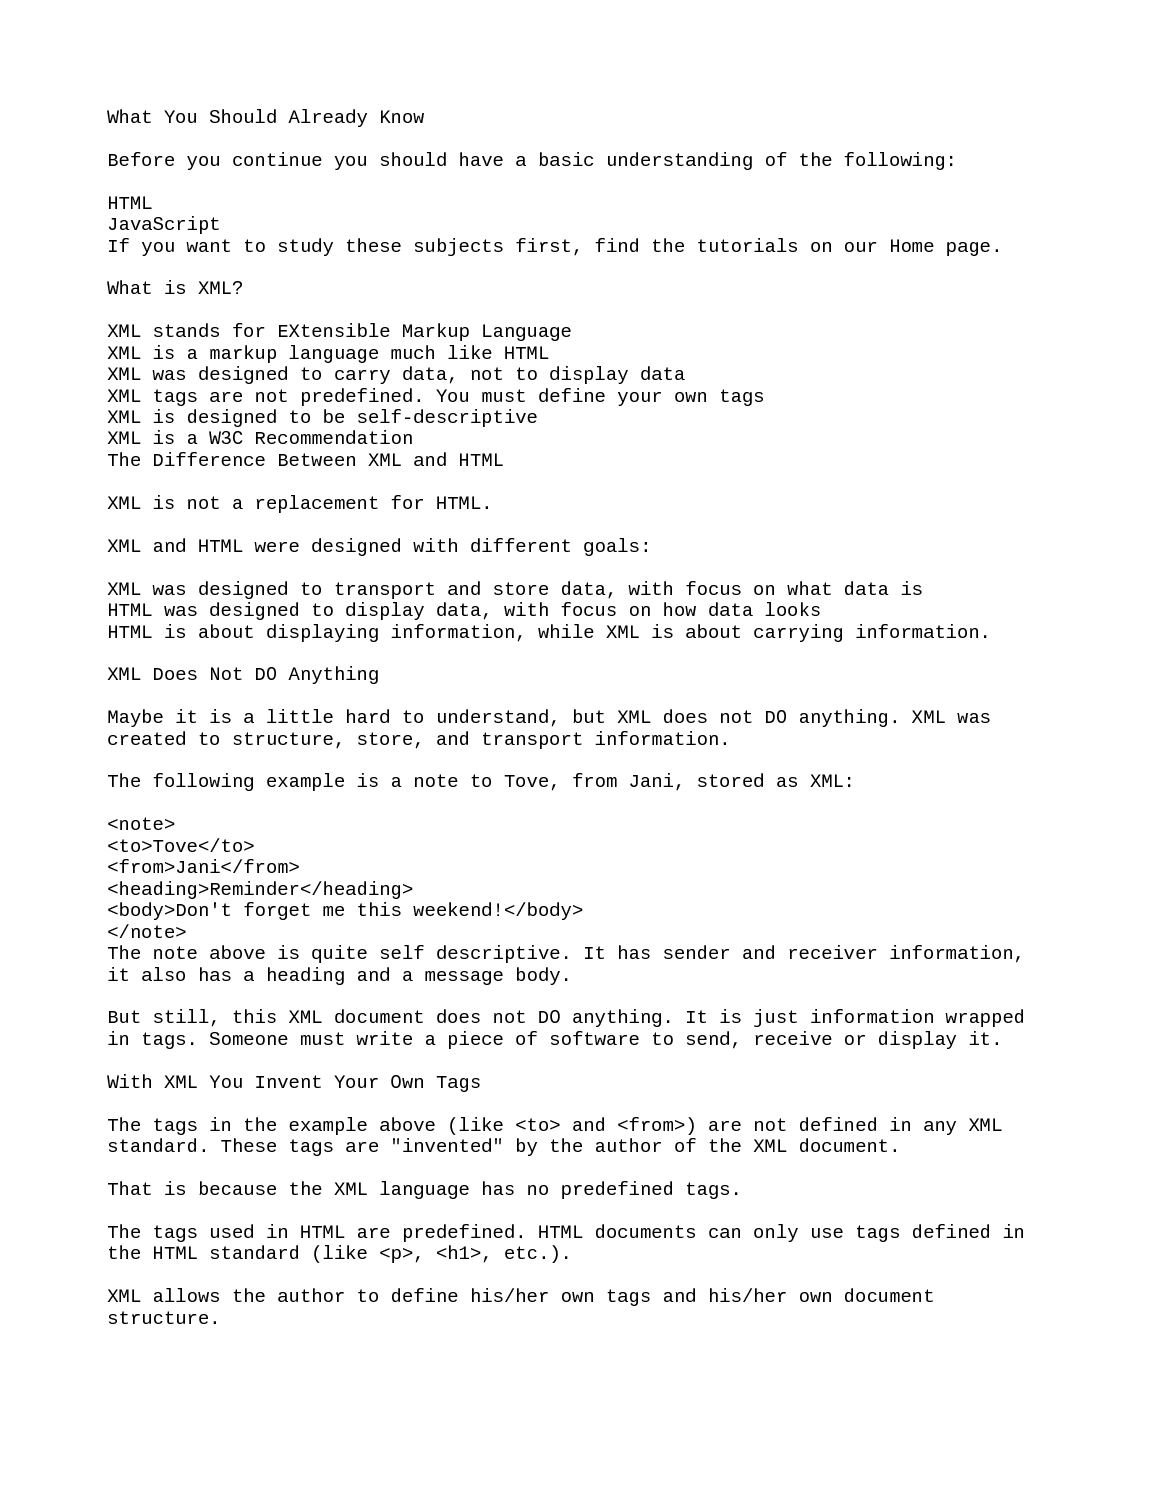 What You Should Already Know
Before you continue you should have a basic understanding of the following:
HTML
JavaScript
If you want to study these subjects first, find the tutorials on our Home page.
What is XML?
XML stands for EXtensible Markup Language
XML is a markup language much like HTML
XML was designed to carry data, not to display data
XML tags are not predefined. You must define your own tags
XML is designed to be self-descriptive
XML is a W3C Recommendation
The Difference Between XML and HTML
XML is not a replacement for HTML.
XML and HTML were designed with different goals:
XML was designed to transport and store data, with focus on what data is
HTML was designed to display data, with focus on how data looks
HTML is about displaying information, while XML is about carrying information.
XML Does Not DO Anything
Maybe it is a little hard to understand, but XML does not DO anything. XML was
created to structure, store, and transport information.
The following example is a note to Tove, from Jani, stored as XML:
<note>
<to>Tove</to>
<from>Jani</from>
<heading>Reminder</heading>
<body>Don't forget me this weekend!</body>
</note>
The note above is quite self descriptive. It has sender and receiver information,
it also has a heading and a message body.
But still, this XML document does not DO anything. It is just information wrapped
in tags. Someone must write a piece of software to send, receive or display it.
With XML You Invent Your Own Tags
The tags in the example above (like <to> and <from>) are not defined in any XML
standard. These tags are "invented" by the author of the XML document.
That is because the XML language has no predefined tags.
The tags used in HTML are predefined. HTML documents can only use tags defined in
the HTML standard (like <p>, <h1>, etc.).
XML allows the author to define his/her own tags and his/her own document
structure.